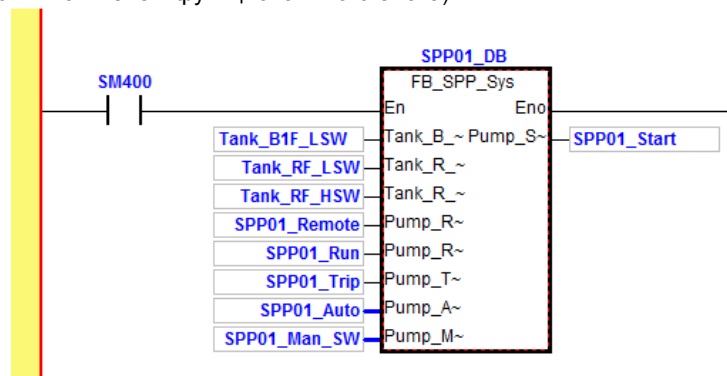 SPP01_DB
SM400
FB_SPP_Sys
En Eno
Tank_B1F_LSW Tank_B_~ Pump_S~ SPP01_Start
Tank_RF_LSW Tank_R_~
Tank_RF_HSW Tank_R_~
SPP01_Remote Pump_R~
SPP01_Run Pump_R~
SPP01_Trip Pump_T~
SPP01_Auto Pump_A~
SPP01_Man_SW Pump_M~